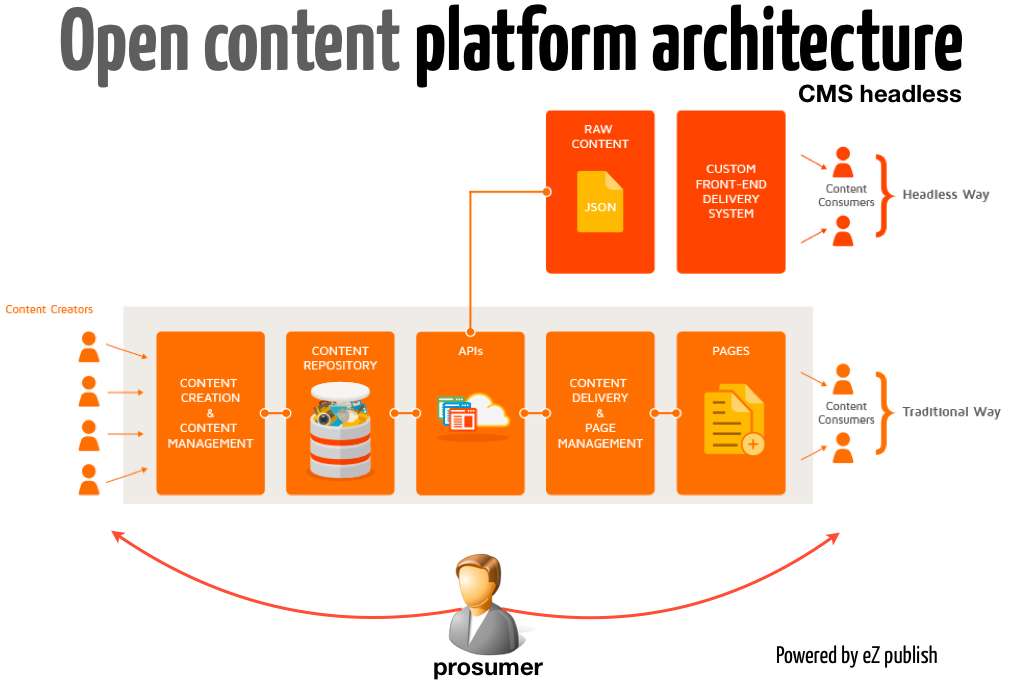 Open content platform architecture
CMS headless
RAW
CONTENT
JSON
CUSTOM
FRONT-END
DELIVERY
SYSTEM
Content
Consumers
Headless Way
Content Creators
CONTENT
CREATION
&
CONTENT
MANAGEMENT
CONTENT
REPOSITORY
APIs
CONTENT
DELIVERY
&
PAGE
MANAGEMENT
PAGES
Content
Consumers
Traditional Way
prosumer
Powered by eZ publish